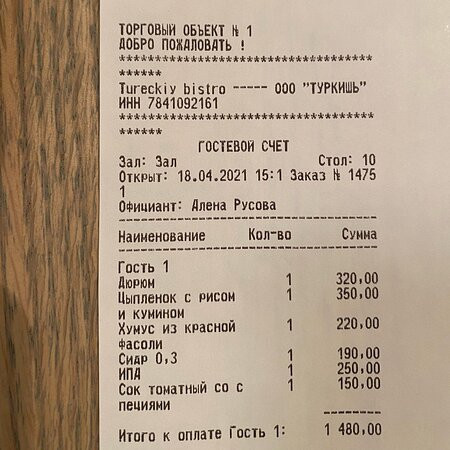 ТОРГОВЫЙ ОБЪЕКТ № 1
ДОБРО ПОЖАЛОВАТЬ !
************************************
******
Tureckiy bistro ----- ООО "ТУРКИШЬ"
ИНН 7841092161
************************************
******
ГОСТЕВОЙ СЧЕТ
Зал: Зал Стол: 10
Открыт: 18.04.2021 15:1 Заказ № 1475
1
Официант: Алена Русова
Наименование Кол-во Сумма
Гость 1
Дюрюм 1 320,00
Цыпленок с рисом 1 350,00
и кумином
Хумус из красной 1 220,00
фасоли
Сидр 0,3 1 190,00
ИПА 1 250,00
Сок томатный со с 1 150,00
пециями
Итого к оплате Гость 1: 1 480,00